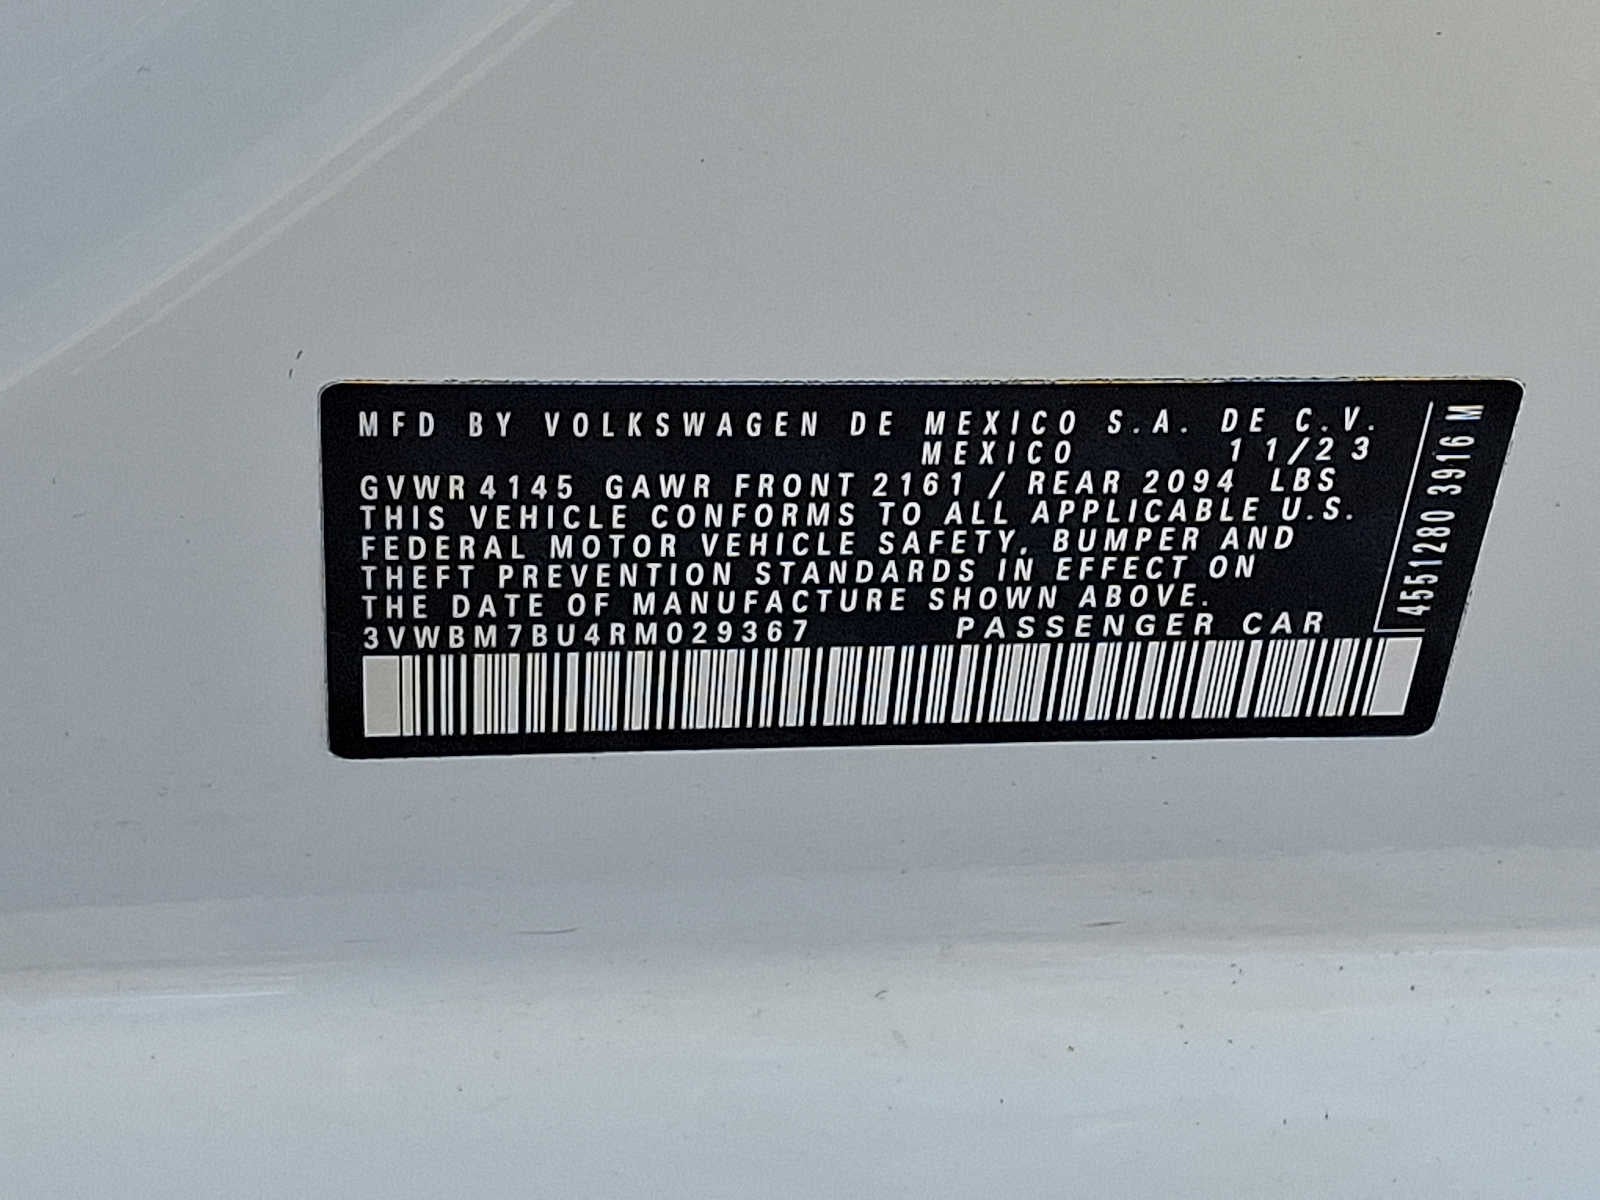 MFD BY VOLKSWAGEN DE MEXICO S.A. DE C.V.
MEXICO 11/23
GVWR 4145 GAWR FRONT 2161 / REAR 2094 LBS
THIS VEHICLE CONFORMS TO ALL APPLICABLE U.S.
FEDERAL MOTOR VEHICLE SAFETY, BUMPER AND
THEFT PREVENTION STANDARDS IN EFFECT ON
THE DATE OF MANUFACTURE SHOWN ABOVE.
3VWBM7BU4RM029367 PASSENGER CAR
4551280 3916 M